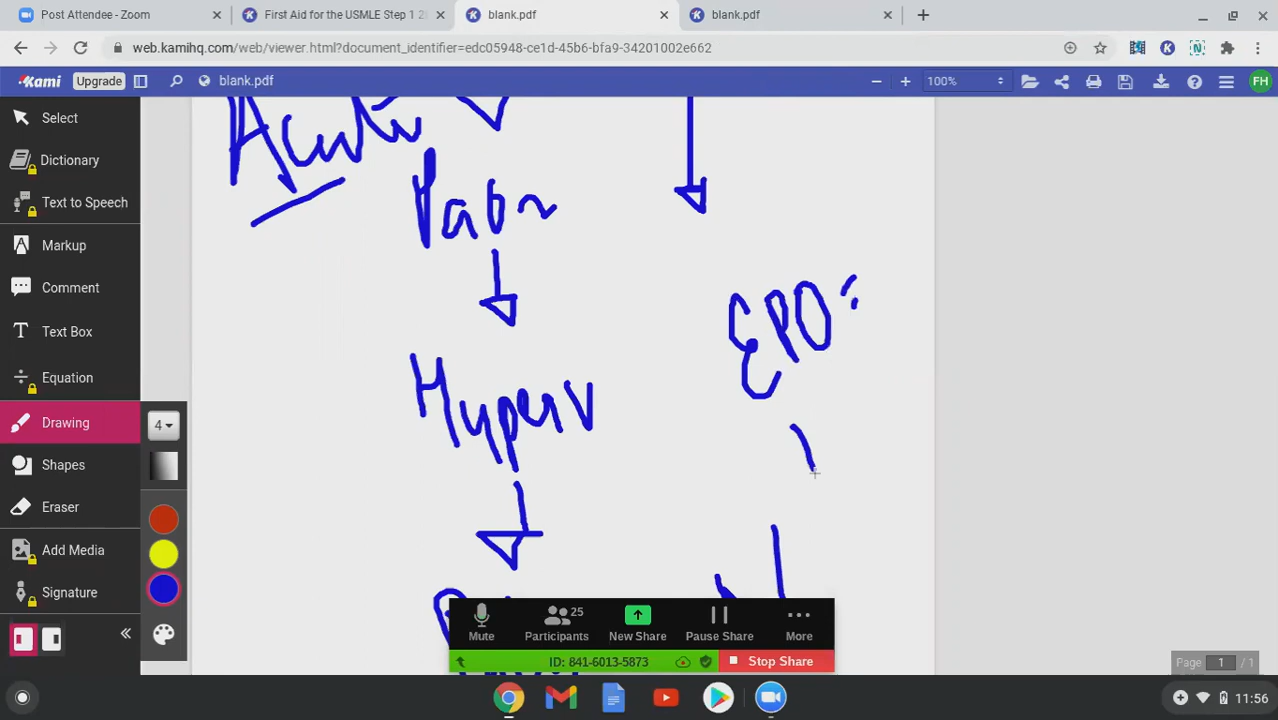 Post Attendee - Zoom
First Aid for the USMLE Step 1 2
blank.pdf
blank.pdf
web.kamihq.com/web/viewer.html?document_identifier=edc05948-ce1d-45b6-bfa9-34201002e662
Kami
Upgrade
blank.pdf
100%
FH
Select
Dictionary
Text to Speech
Markup
Comment
Text Box
Equation
Drawing
4
Shapes
Eraser
Add Media
Signature
Acute
PaO2
EPO
Hyperv
Mute
Participants
25
New Share
Pause Share
More
ID: 841-6013-5873
Stop Share
Page 1 / 1
11:56